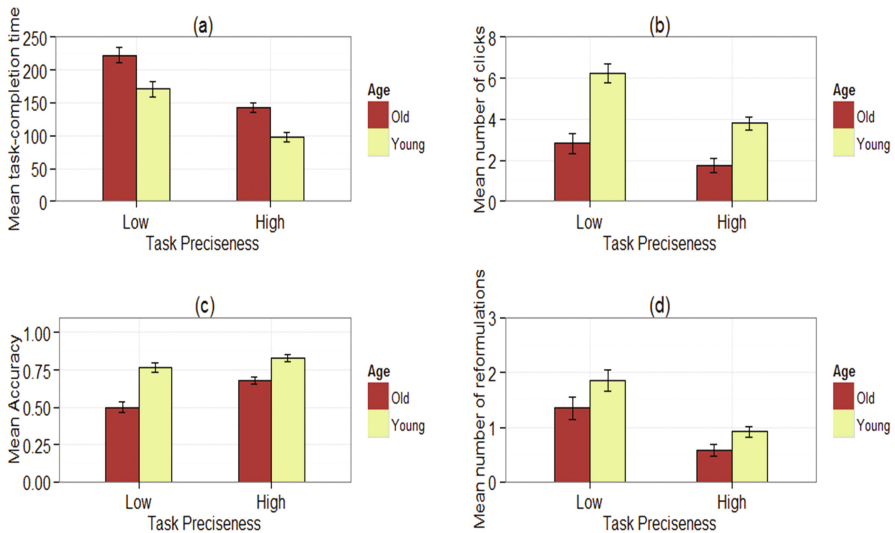 (a)
Mean task-completion time
250
200
150
100
50
0
Low High
Task Preciseness
Age
Old
Young
(b)
Mean number of clicks
8
6
4
2
0
Low High
Task Preciseness
Age
Old
Young
(c)
Mean Accuracy
1.00
0.75
0.50
0.25
0.00
Low High
Task Preciseness
Age
Old
Young
(d)
Mean number of reformulations
3
2
1
0
Low High
Task Preciseness
Age
Old
Young